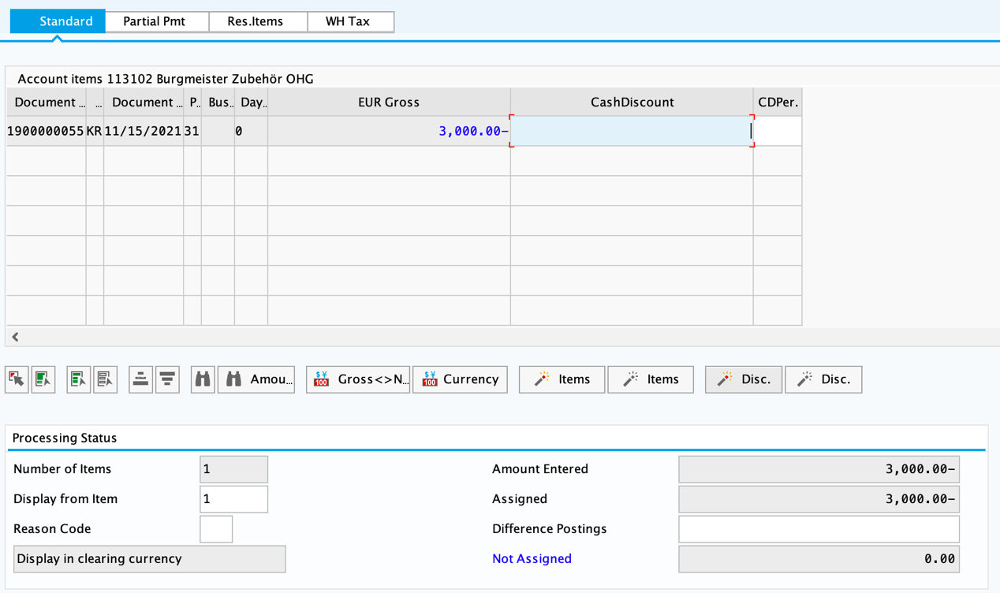 Standard Partial Pmt Res.Items WH Tax
Account items 113102 Burgmeister Zubehör OHG
Document ... ... Document ... P.. Bus.. Day.. EUR Gross CashDiscount CDPer.
1900000055 KR 11/15/2021 31 0 3,000.00-
Amou... Gross<>N... Currency Items Items Disc. Disc.
Processing Status
Number of Items 1 Amount Entered 3,000.00-
Display from Item 1 Assigned 3,000.00-
Reason Code Difference Postings
Display in clearing currency Not Assigned 0.00